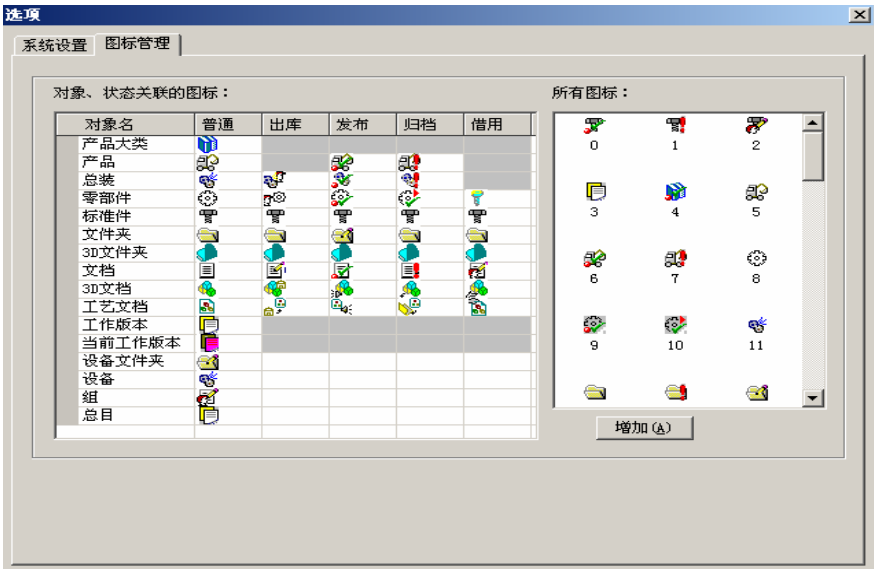 选项
系统设置 图标管理
对象、状态关联的图标：
所有图标：
对象名 普通 出库 发布 归档 借用
产品大类
产品
总装
零部件
标准件
文件夹
3D文件夹
文档
3D文档
工艺文档
工作版本
当前工作版本
设备文件夹
设备
组
总目
0 1 2
3 4 5
6 7 8
9 10 11
增加(A)